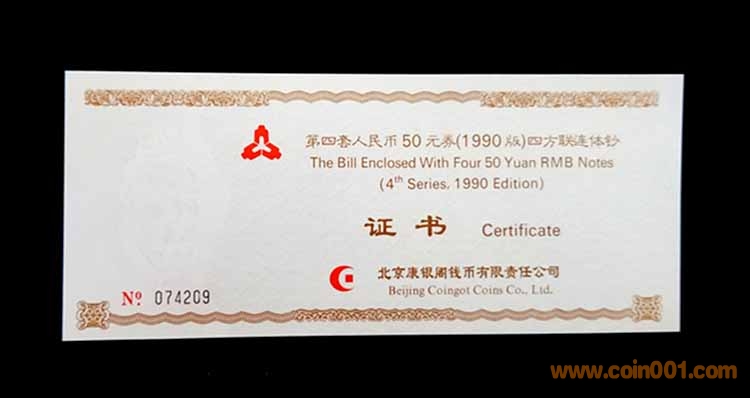 第四套人民币50元券(1990版)四方联连体钞
The Bill Enclosed With Four 50 Yuan RMB Notes
(4th Series, 1990 Edition)
证书 Certificate
北京康银阁钱币有限责任公司
Beijing Coingot Coins Co., Ltd.
Nº 074209
www.coin001.com